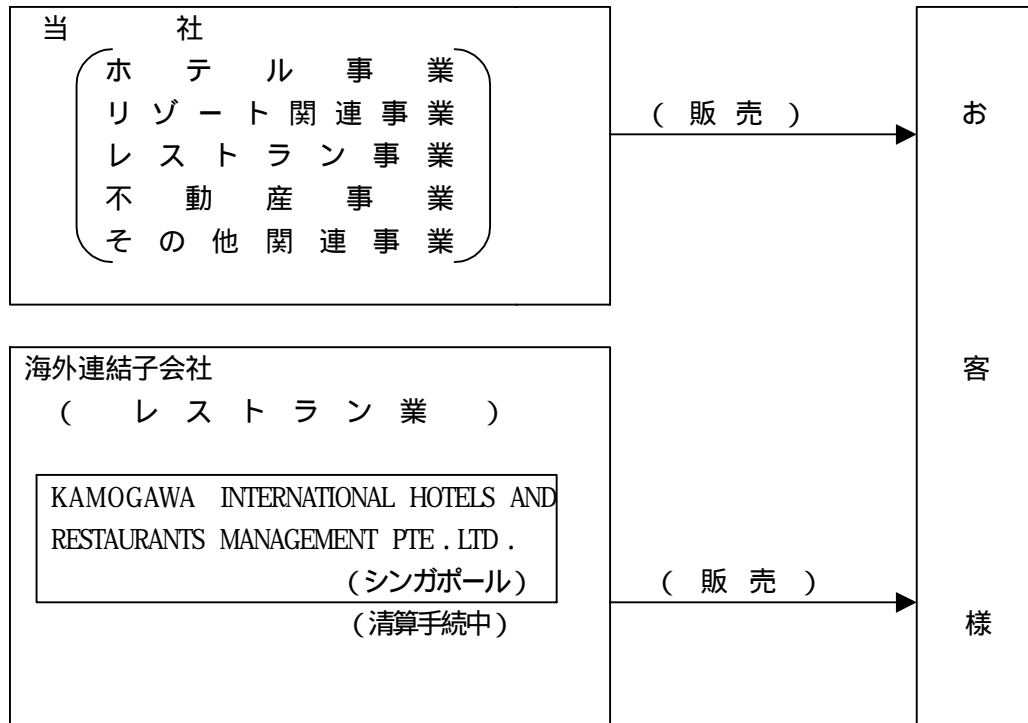 当社
ホテル事業
リゾート関連事業
レストラン事業
不動産事業
その他関連事業
(販売)
海外連結子会社
(レストラン業)
KAMOGAWA INTERNATIONAL HOTELS AND
RESTAURANTS MANAGEMENT PTE.LTD.
(シンガポール)
(清算手続中)
(販売)
お客様